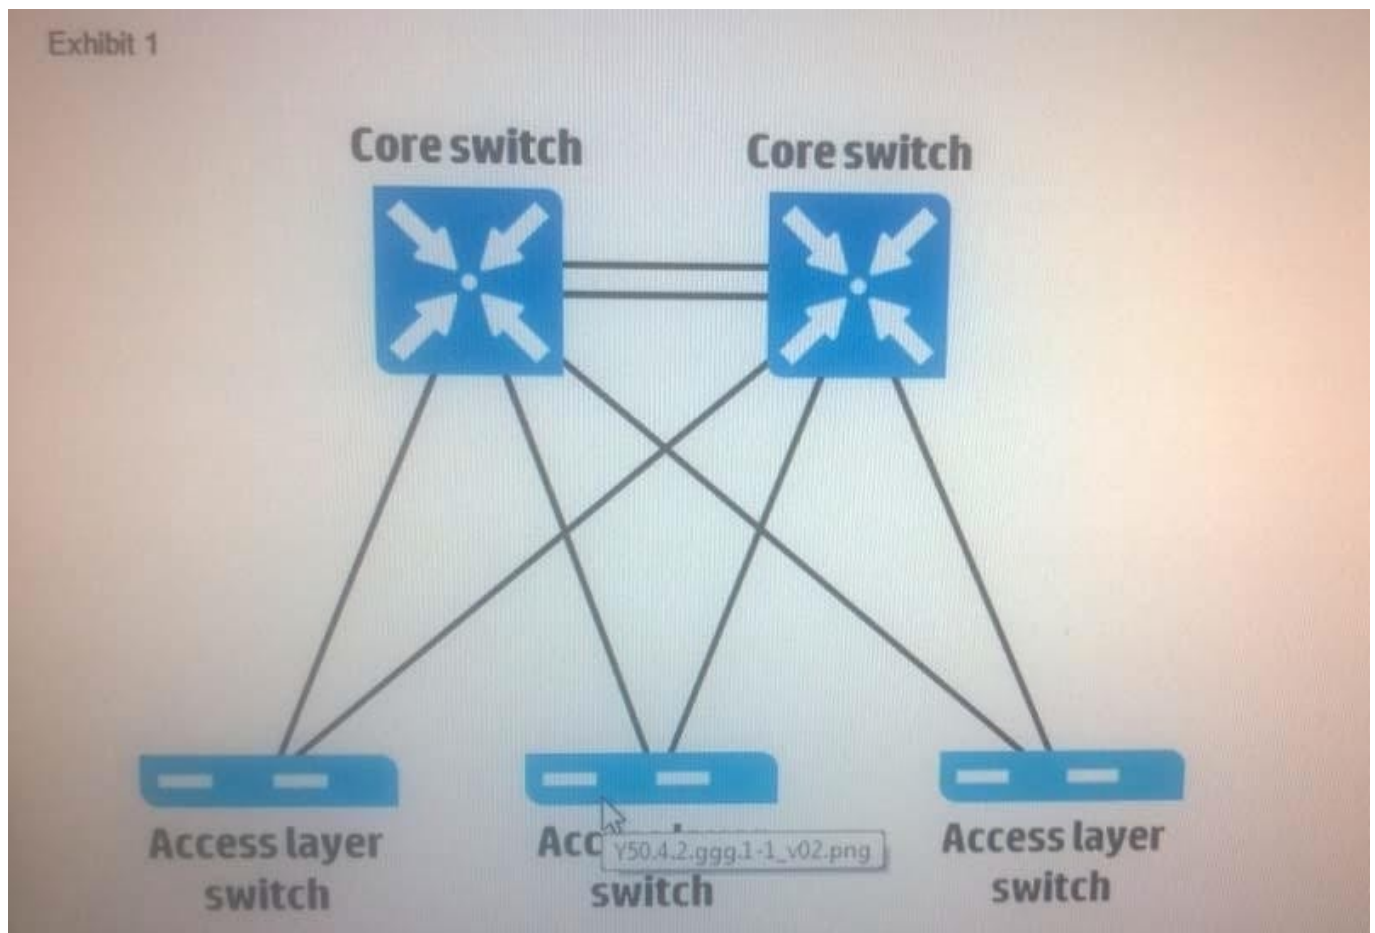 Exhibit 1
Core switch
Core switch
Access layer
switch
Acc
Y50.4.2.ggg.1-1_v02.png
switch
Access layer
switch